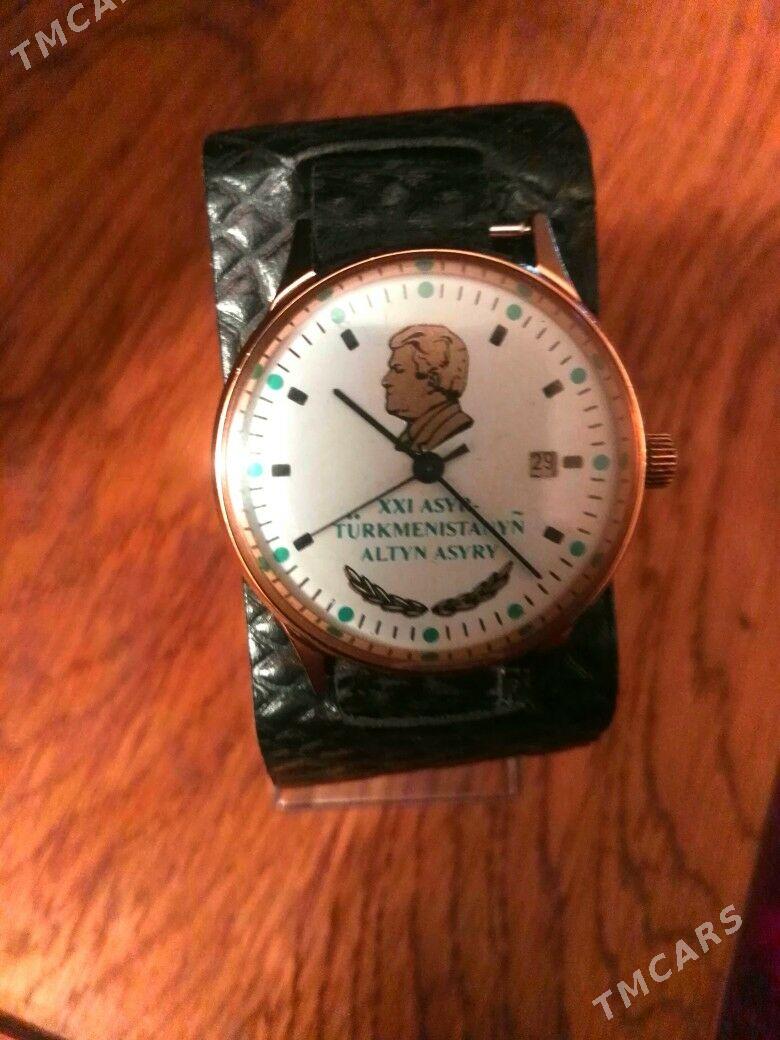 TMCARS
29
XXI ASYR-
TÜRKMENISTANYŇ
ALTYN ASYRY
TMCARS